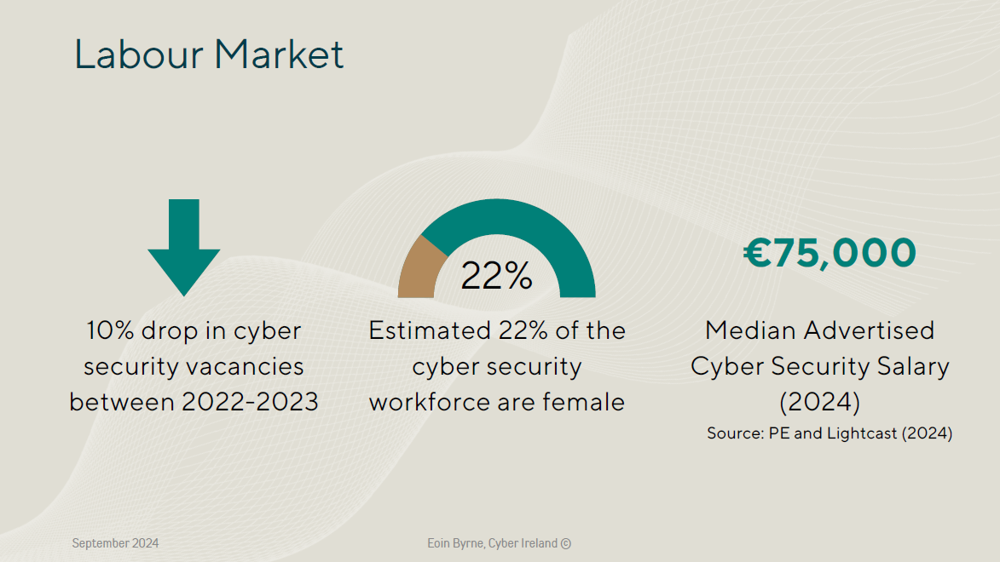 Labour Market
22%
10% drop in cyber
security vacancies
between 2022-2023
Estimated 22% of the
cyber security
workforce are female
€75,000
Median Advertised
Cyber Security Salary
(2024)
Source: PE and Lightcast (2024)
September 2024
Eoin Byrne, Cyber Ireland ©